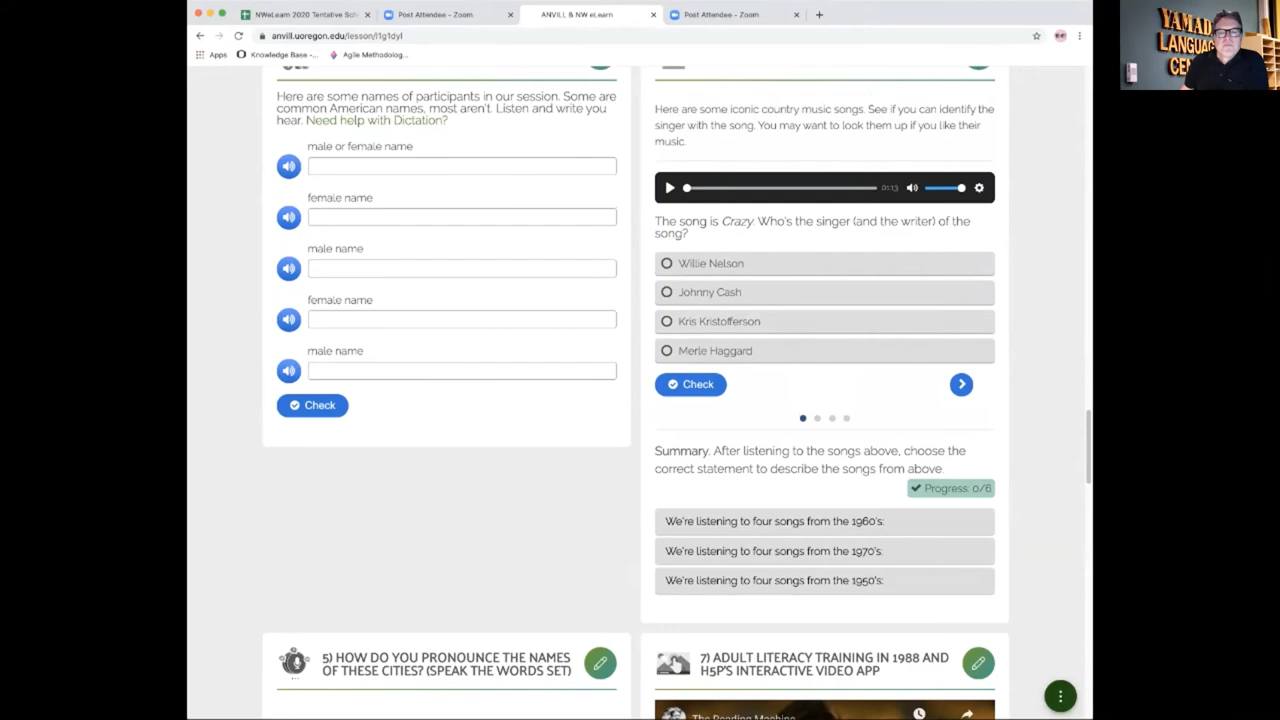 NWeLearn 2020 Tentative Sch
Post Attendee - Zoom
ANVILL & NW eLearn
Post Attendee - Zoom
anvill.uoregon.edu/lesson/l1g1dyl
Apps
Knowledge Base -...
Agile Methodolog...
YAMAD
LANGUAG
CEN
Here are some names of participants in our session. Some are
common American names, most aren't. Listen and write you
hear. Need help with Dictation?
male or female name
female name
male name
female name
male name
Check
Here are some iconic country music songs. See if you can identify the
singer with the song. You may want to look them up if you like their
music.
01:13
The song is Crazy. Who's the singer (and the writer) of the
song?
Willie Nelson
Johnny Cash
Kris Kristofferson
Merle Haggard
Check
Summary. After listening to the songs above, choose the
correct statement to describe the songs from above.
Progress: 0/6
We're listening to four songs from the 1960's:
We're listening to four songs from the 1970's:
We're listening to four songs from the 1950's:
5) HOW DO YOU PRONOUNCE THE NAMES
OF THESE CITIES? (SPEAK THE WORDS SET)
7) ADULT LITERACY TRAINING IN 1988 AND
H5P'S INTERACTIVE VIDEO APP
The Reading Machine